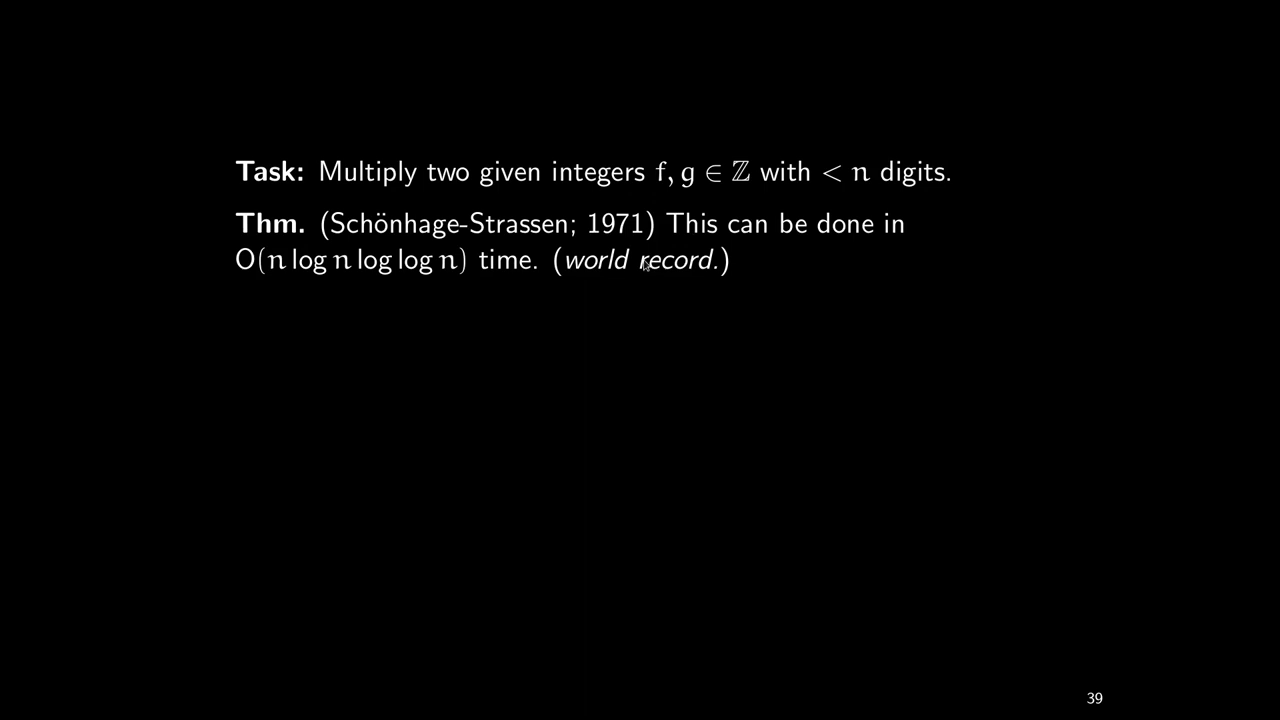 Task: Multiply two given integers f, g ∈ ℤ with < n digits.
Thm. (Schönhage-Strassen; 1971) This can be done in
O(n log n log log n) time. (world record.)
39